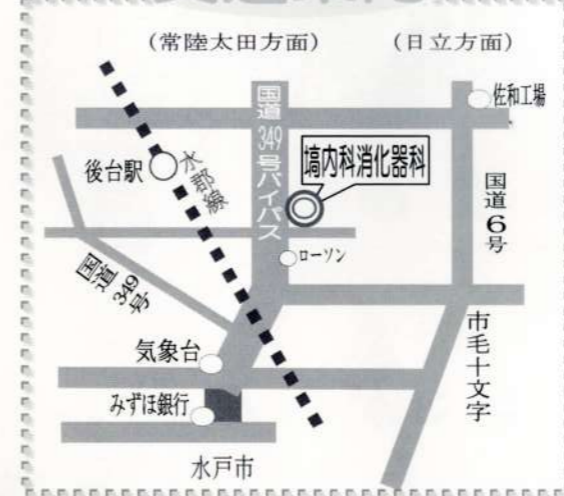 (常陸太田方面)
(日立方面)
佐和工場
国道349号バイパス
塙内科消化器科
後台駅
水郡線
国道6号
ローソン
国道349号
市毛十文字
気象台
みずほ銀行
水戸市